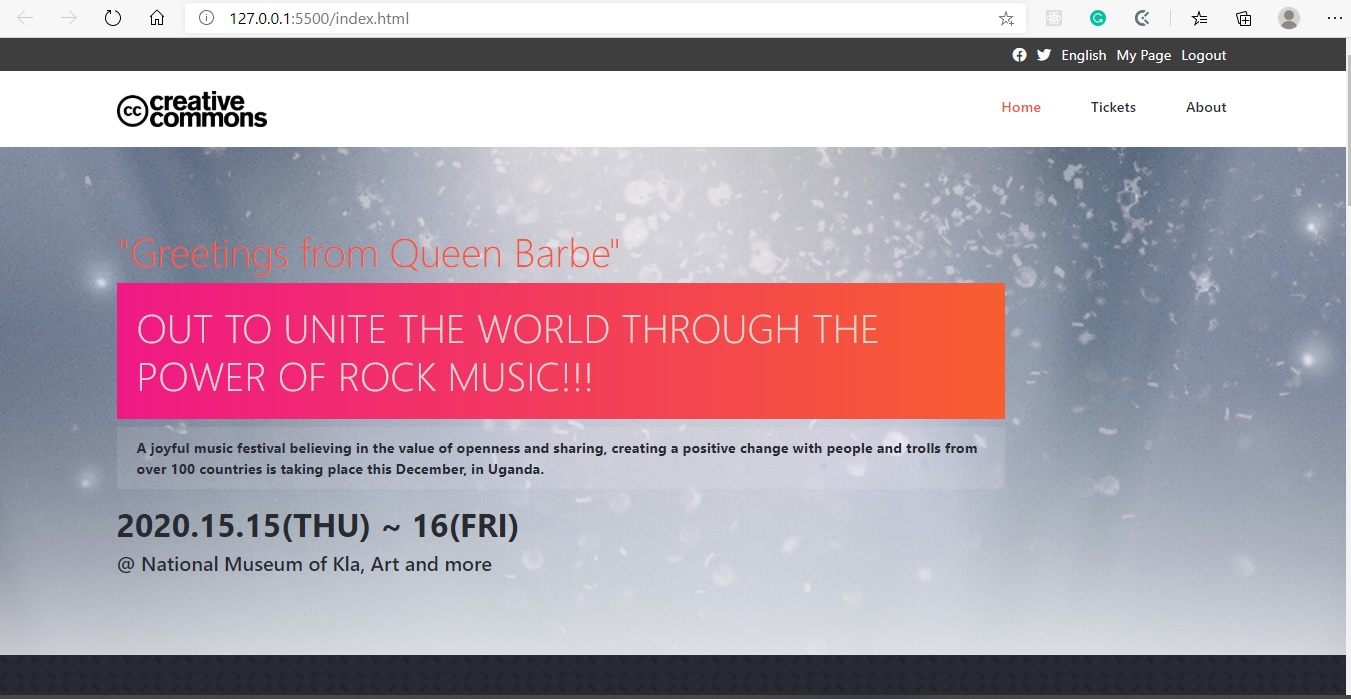 127.0.0.1:5500/index.html
English My Page Logout
cc creative
commons
Home Tickets About
"Greetings from Queen Barbe"
OUT TO UNITE THE WORLD THROUGH THE
POWER OF ROCK MUSIC!!!
A joyful music festival believing in the value of openness and sharing, creating a positive change with people and trolls from
over 100 countries is taking place this December, in Uganda.
2020.15.15(THU) ~ 16(FRI)
@ National Museum of Kla, Art and more